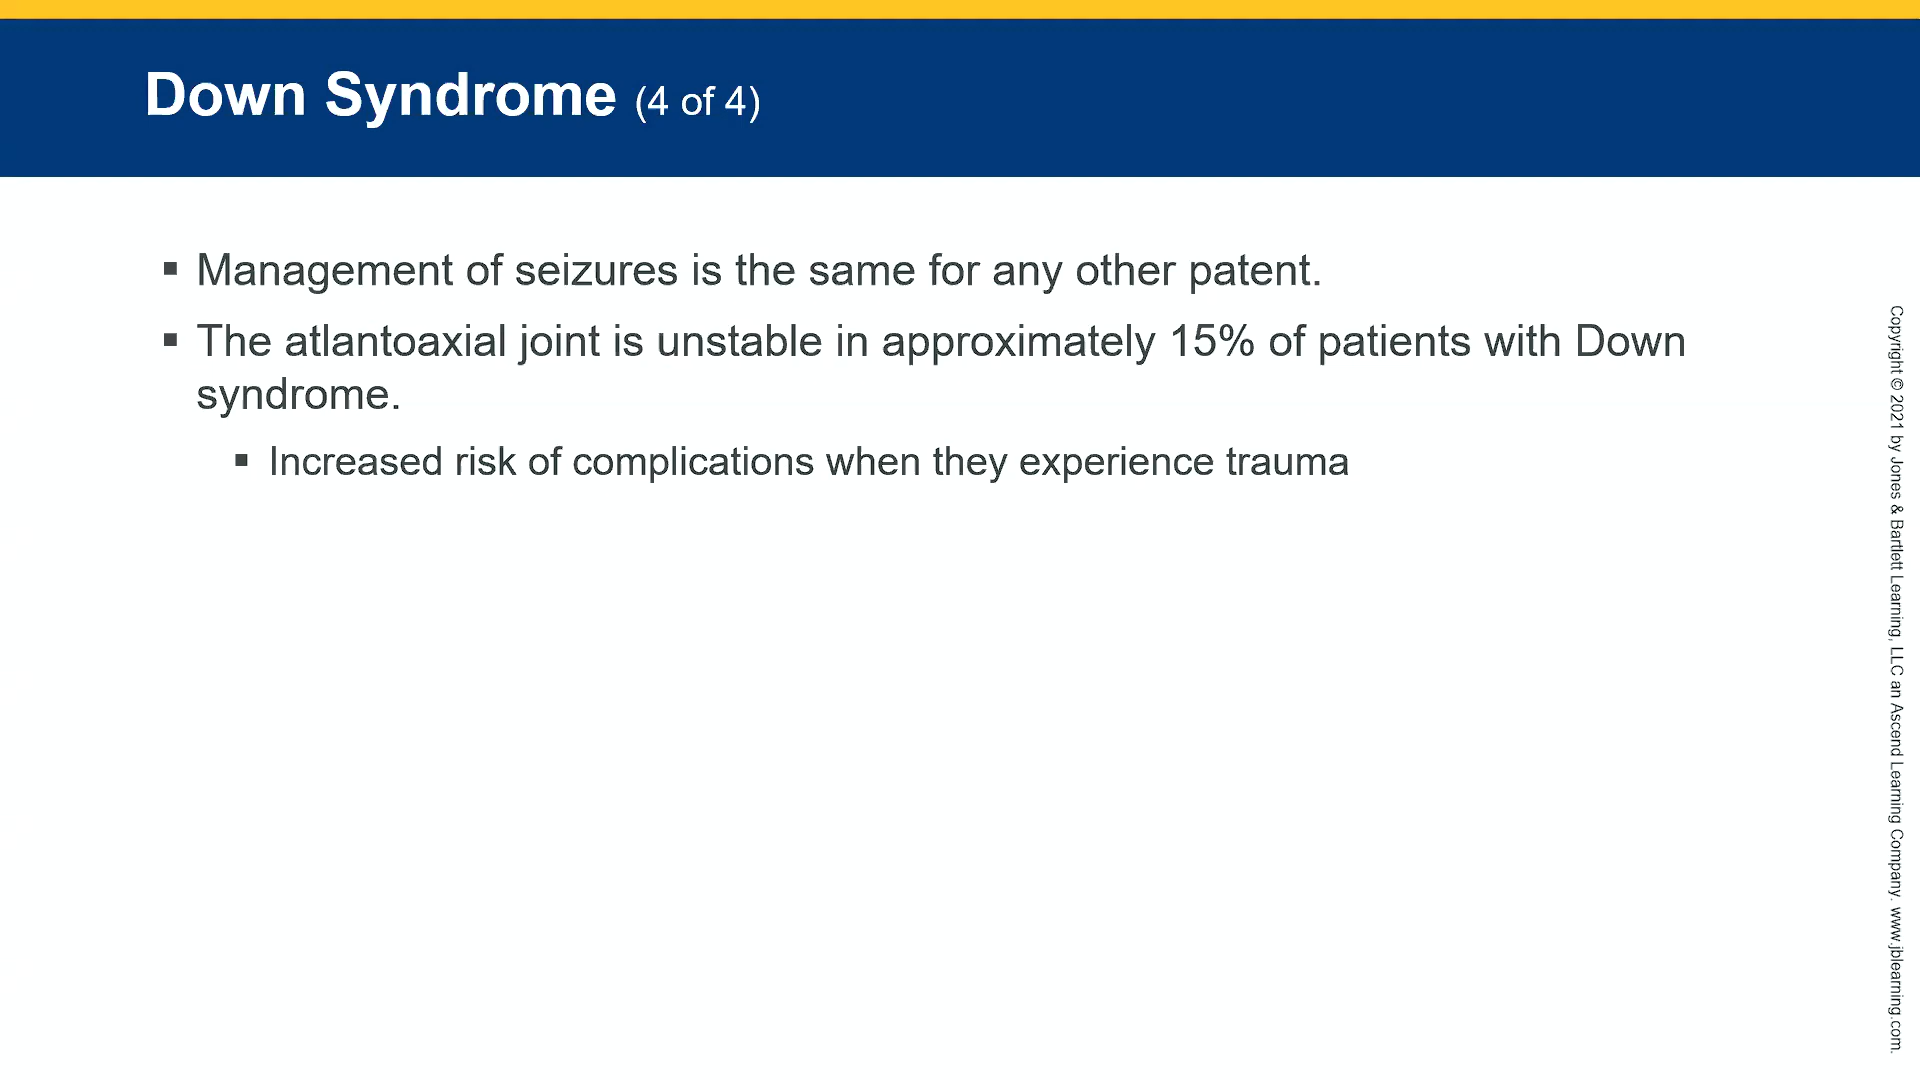 Down Syndrome (4 of 4)
▪ Management of seizures is the same for any other patent.
▪ The atlantoaxial joint is unstable in approximately 15% of patients with Down
syndrome.
▪ Increased risk of complications when they experience trauma
Copyright © 2021 by Jones & Bartlett Learning, LLC an Ascend Learning Company. www.jblearning.com.